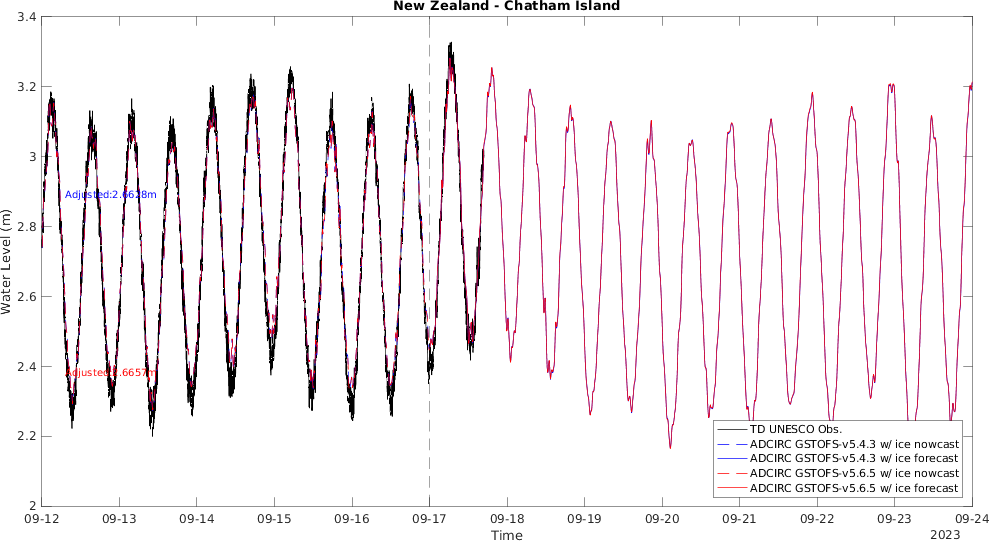 New Zealand - Chatham Island
3.4
3.2
3
2.8
2.6
2.4
2.2
2
Water Level (m)
Adjusted:2.6628m
Adjusted:2.6657m
TD UNESCO Obs.
ADCIRC GSTOFS-v5.4.3 w/ ice nowcast
ADCIRC GSTOFS-v5.4.3 w/ ice forecast
ADCIRC GSTOFS-v5.6.5 w/ ice nowcast
ADCIRC GSTOFS-v5.6.5 w/ ice forecast
09-12 09-13 09-14 09-15 09-16 09-17 09-18 09-19 09-20 09-21 09-22 09-23 09-24
Time
2023